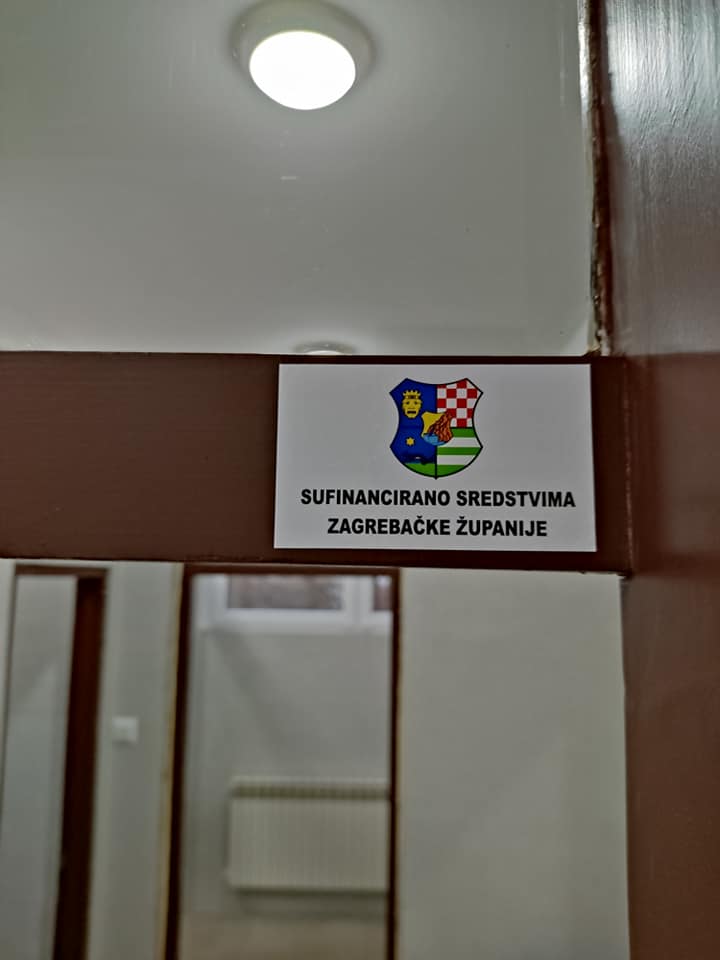 SUFINANCIRANO SREDSTVIMA
ZAGREBAČKE ŽUPANIJE